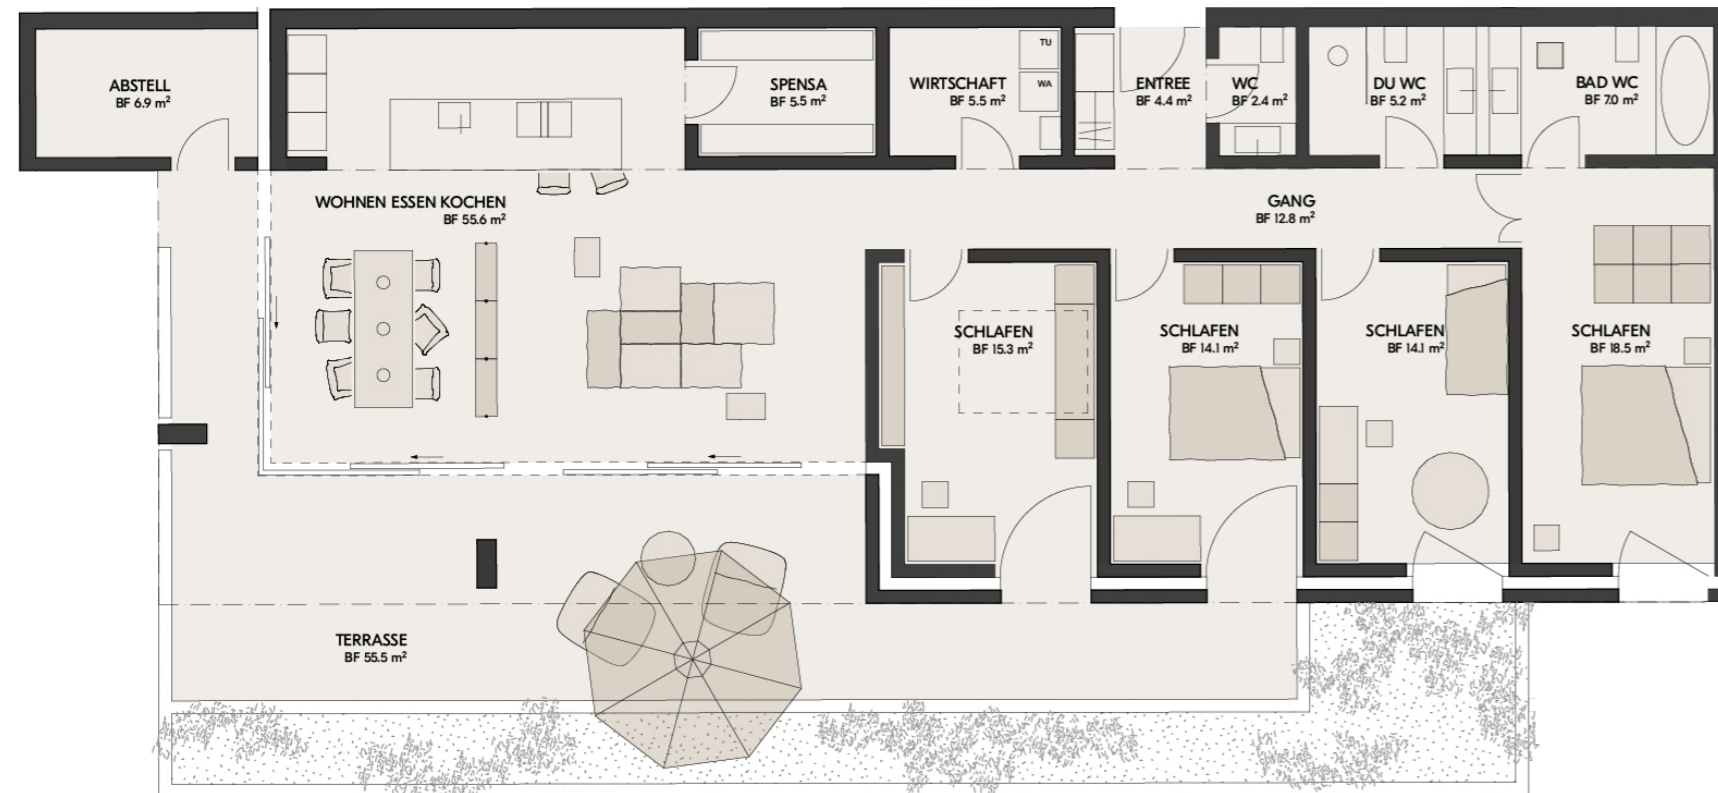 ABSTELL
BF 6.9 m²
SPENSA
BF 5.5 m²
WIRTSCHAFT
BF 5.5 m²
TU
WA
ENTREE
BF 4.4 m²
WC
BF 2.4 m²
DU WC
BF 5.2 m²
BAD WC
BF 7.0 m²
WOHNEN ESSEN KOCHEN
BF 55.6 m²
GANG
BF 12.8 m²
SCHLAFEN
BF 15.3 m²
SCHLAFEN
BF 14.1 m²
SCHLAFEN
BF 14.1 m²
SCHLAFEN
BF 18.5 m²
TERRASSE
BF 55.5 m²